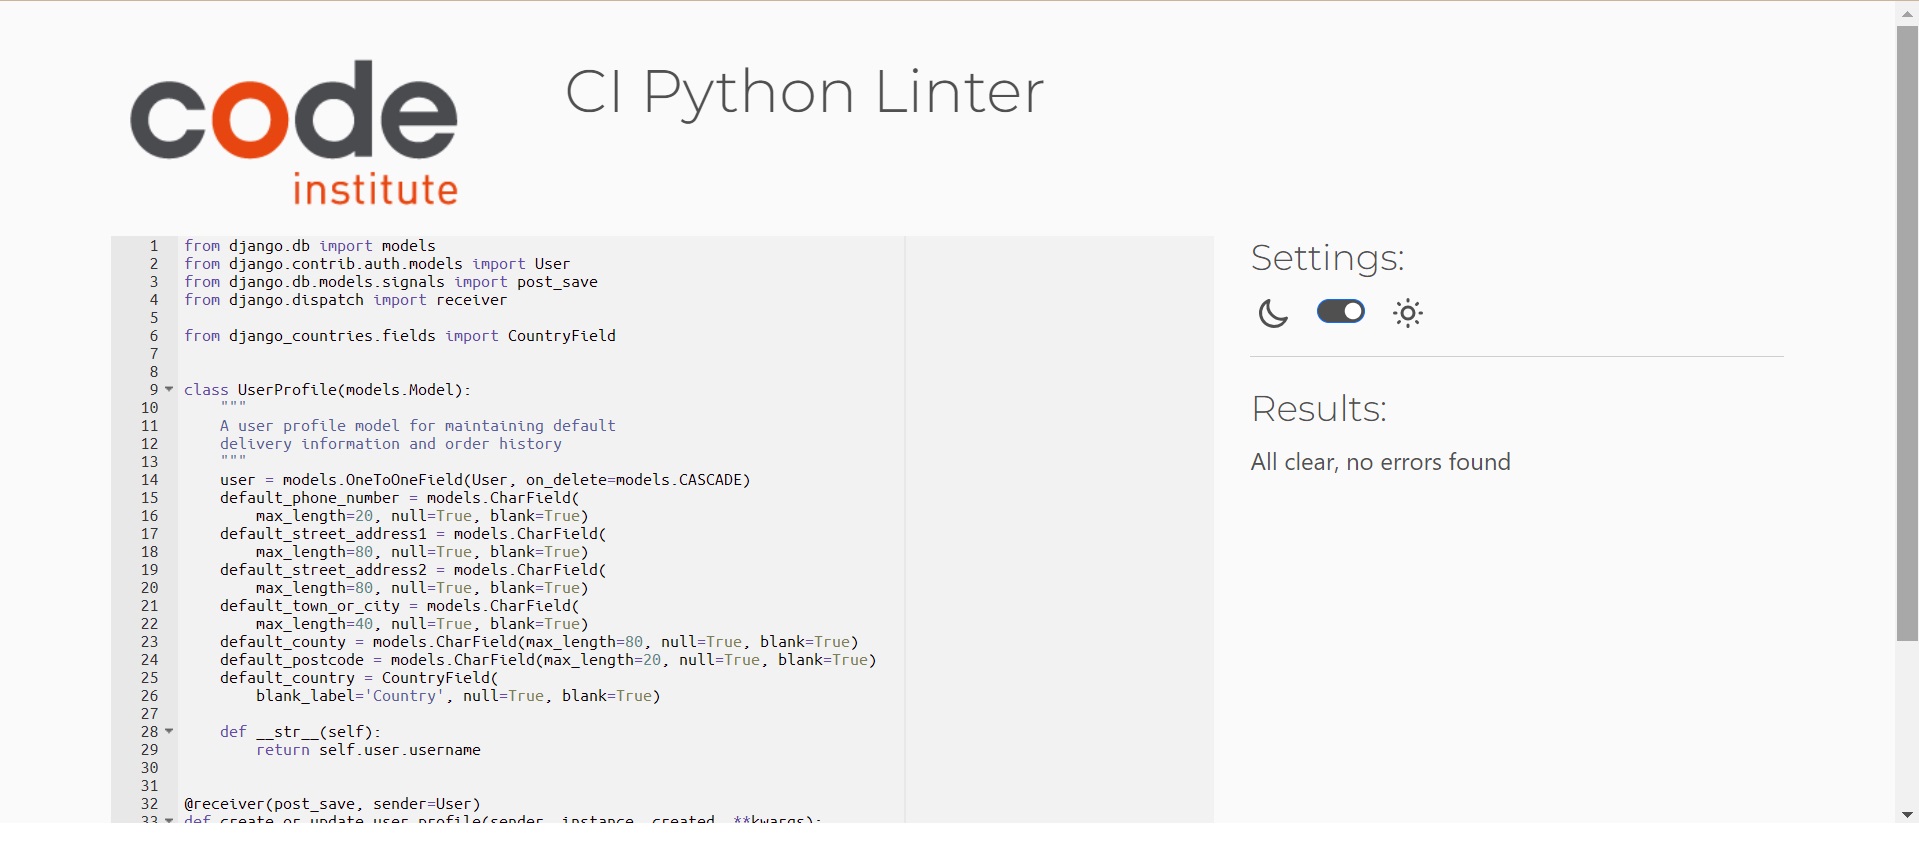 code
institute
CI Python Linter
1 from django.db import models
2 from django.contrib.auth.models import User
3 from django.db.models.signals import post_save
4 from django.dispatch import receiver
5
6 from django_countries.fields import CountryField
7
8
9 class UserProfile(models.Model):
10     """
11     A user profile model for maintaining default
12     delivery information and order history
13     """
14     user = models.OneToOneField(User, on_delete=models.CASCADE)
15     default_phone_number = models.CharField(
16         max_length=20, null=True, blank=True)
17     default_street_address1 = models.CharField(
18         max_length=80, null=True, blank=True)
19     default_street_address2 = models.CharField(
20         max_length=80, null=True, blank=True)
21     default_town_or_city = models.CharField(
22         max_length=40, null=True, blank=True)
23     default_county = models.CharField(max_length=80, null=True, blank=True)
24     default_postcode = models.CharField(max_length=20, null=True, blank=True)
25     default_country = CountryField(
26         blank_label='Country', null=True, blank=True)
27
28     def __str__(self):
29         return self.user.username
30
31
32 @receiver(post_save, sender=User)
33 def create_or_update_user_profile(sender, instance, created, **kwargs):
Settings:
Results:
All clear, no errors found